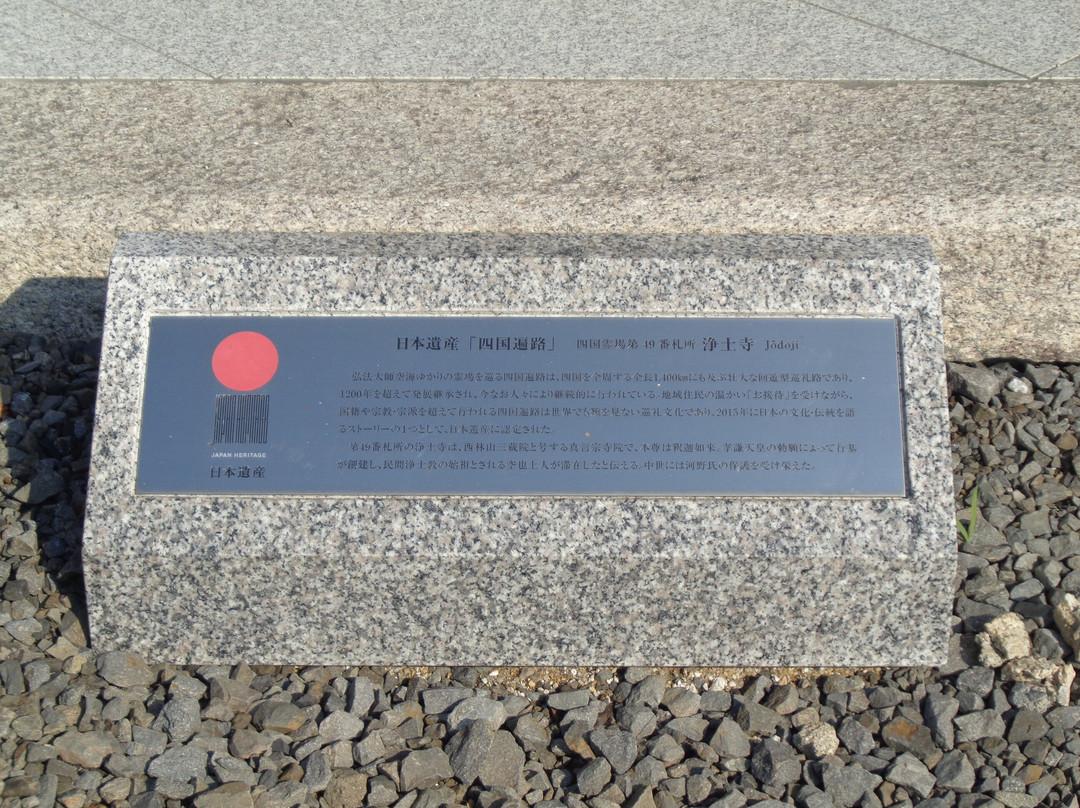 日本遺産「四国遍路」 四国霊場第49番札所 浄土寺 Jōdoji
弘法大師空海ゆかりの霊場を巡る四国遍路は、四国を全周する全長1,400kmにも及ぶ壮大な回遊型巡礼路であり、
1200年を超えて発展継承され、今なお人々により継続的に行われている。地域住民の温かい「お接待」を受けながら、
国籍や宗教・宗派を超えて行われる四国遍路は世界でも類を見ない巡礼文化であり、2015年に日本の文化・伝統を語
るストーリーの1つとして、日本遺産に認定された。
第49番札所の浄土寺は、西林山三蔵院と号する真言宗寺院で、本尊は釈迦如来。孝謙天皇の勅願によって行基
が創建し、民間浄土教の始祖とされる空也上人が滞在したと伝える。中世には河野氏の保護を受け栄えた。
JAPAN HERITAGE
日本遺産